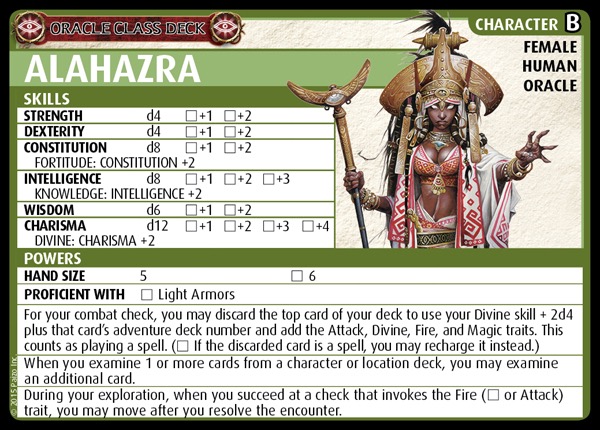 ORACLE CLASS DECK
CHARACTER B
ALAHAZRA
FEMALE
HUMAN
ORACLE
SKILLS
STRENGTH d4 □ +1 □ +2
DEXTERITY d4 □ +1 □ +2
CONSTITUTION d8 □ +1 □ +2
FORTITUDE: CONSTITUTION +2
INTELLIGENCE d8 □ +1 □ +2 □ +3
KNOWLEDGE: INTELLIGENCE +2
WISDOM d6 □ +1 □ +2
CHARISMA d12 □ +1 □ +2 □ +3 □ +4
DIVINE: CHARISMA +2
POWERS
HAND SIZE 5 □ 6
PROFICIENT WITH □ Light Armors
For your combat check, you may discard the top card of your deck to use your Divine skill + 2d4
plus that card's adventure deck number and add the Attack, Divine, Fire, and Magic traits. This
counts as playing a spell. (□ If the discarded card is a spell, you may recharge it instead.)
When you examine 1 or more cards from a character or location deck, you may examine
an additional card.
During your exploration, when you succeed at a check that invokes the Fire (□ or Attack)
trait, you may move after you resolve the encounter.
© 2015 Paizo Inc.